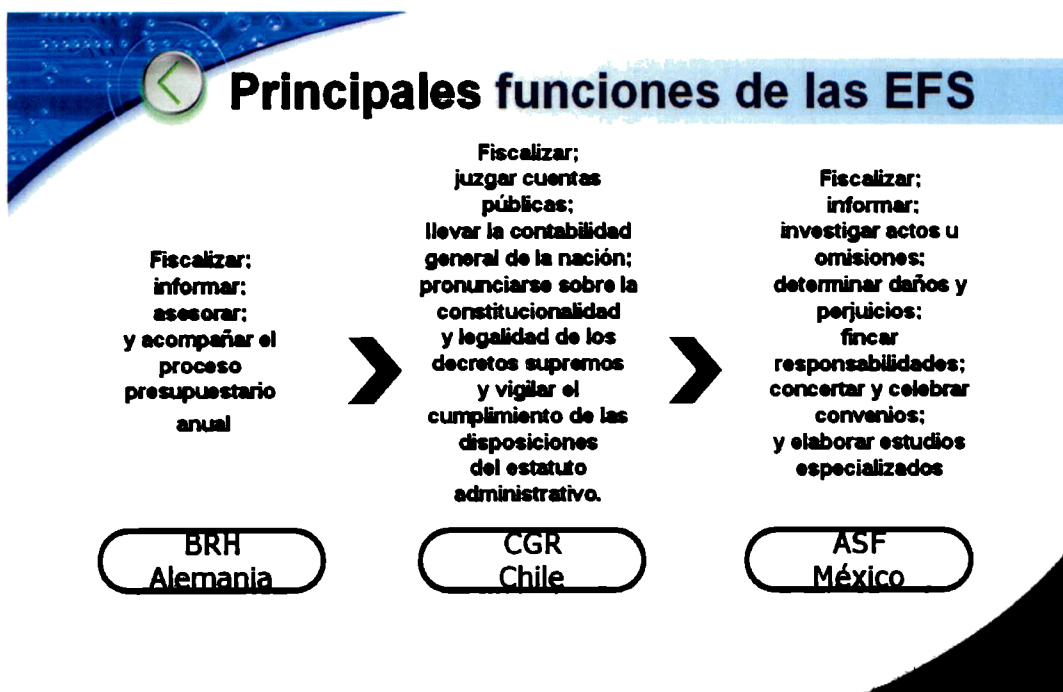 Principales funciones de las EFS
Fiscalizar;
informar;
asesorar;
y acompañar el
proceso
presupuestario
anual
Fiscalizar;
juzgar cuentas
públicas;
llevar la contabilidad
general de la nación;
pronunciarse sobre la
constitucionalidad
y legalidad de los
decretos supremos
y vigilar el
cumplimiento de las
disposiciones
del estatuto
administrativo.
Fiscalizar;
informar;
investigar actos u
omisiones;
determinar daños y
perjuicios;
fincar
responsabilidades;
concertar y celebrar
convenios;
y elaborar estudios
especializados
BRH
Alemania
CGR
Chile
ASF
México